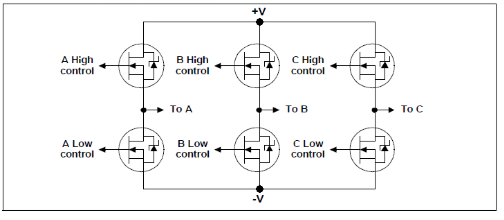 +V
A High
control
B High
control
C High
control
To A
To B
To C
A Low
control
B Low
control
C Low
control
-V